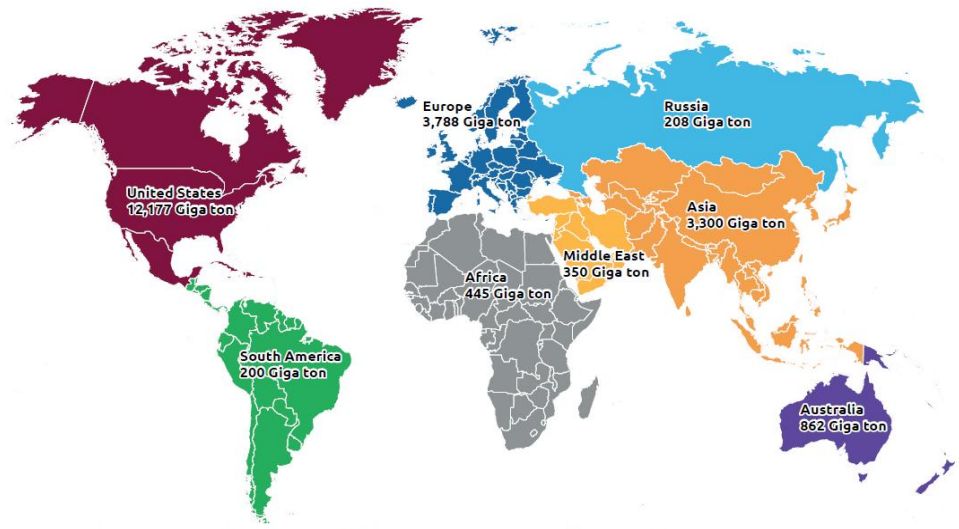 Europe
3,788 Giga ton
Russia
208 Giga ton
United States
12,177 Giga ton
Asia
3,300 Giga ton
Middle East
350 Giga ton
Africa
445 Giga ton
South America
200 Giga ton
Australia
862 Giga ton